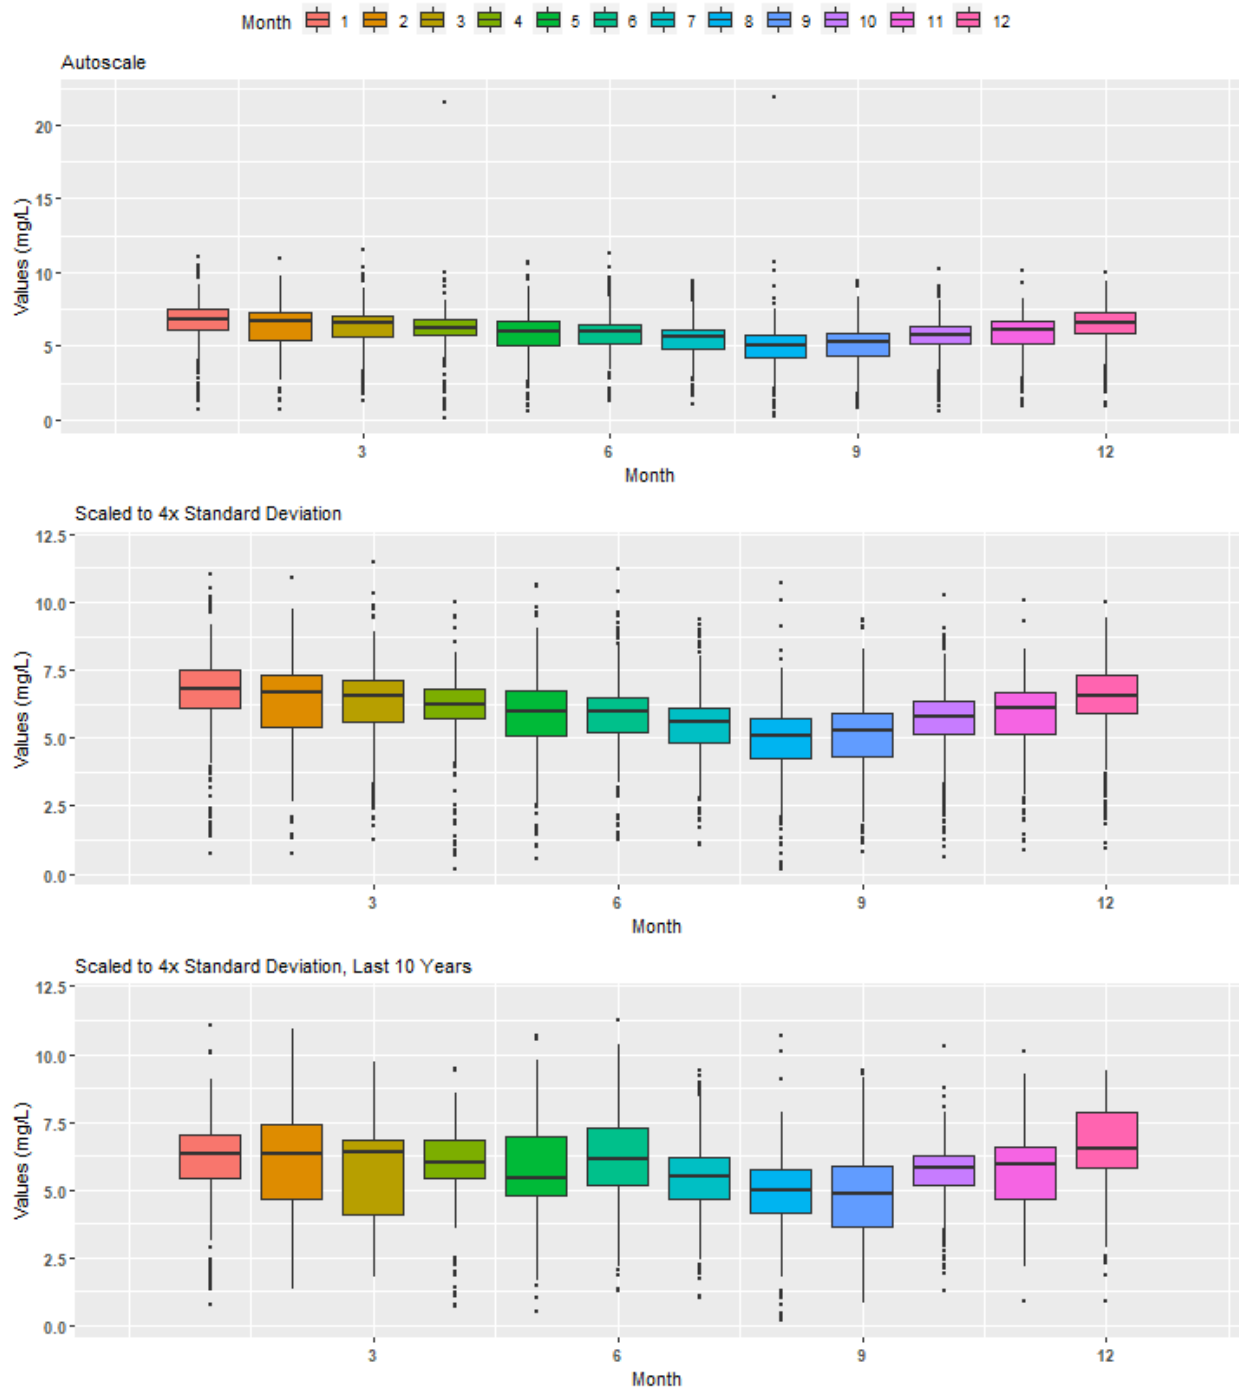 Month 1 2 3 4 5 6 7 8 9 10 11 12
Autoscale
Values (mg/L)
20
15
10
5
0
3 6 9 12
Month
Scaled to 4x Standard Deviation
Values (mg/L)
12.5
10.0
7.5
5.0
2.5
0.0
3 6 9 12
Month
Scaled to 4x Standard Deviation, Last 10 Years
Values (mg/L)
12.5
10.0
7.5
5.0
2.5
0.0
3 6 9 12
Month